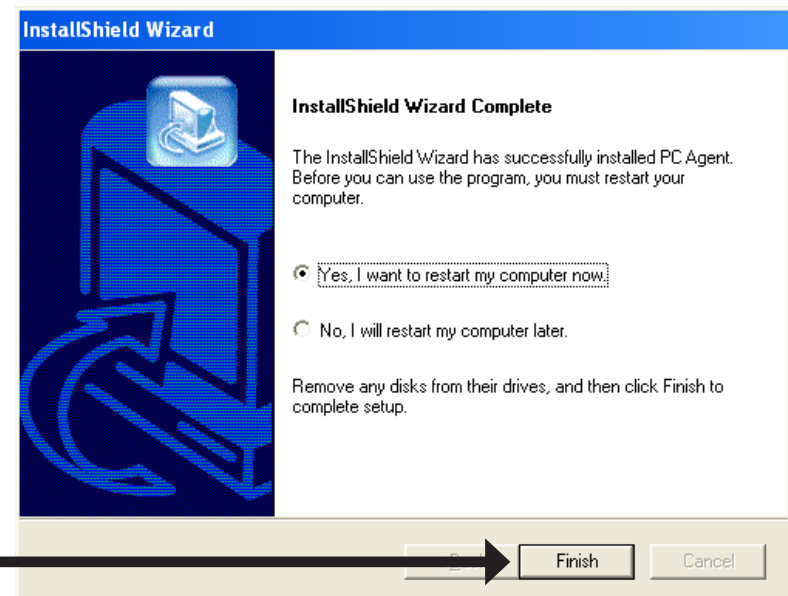 InstallShield Wizard
InstallShield Wizard Complete
The InstallShield Wizard has successfully installed PC Agent.
Before you can use the program, you must restart your
computer.
Yes, I want to restart my computer now.
No, I will restart my computer later.
Remove any disks from their drives, and then click Finish to
complete setup.
Finish
Cancel